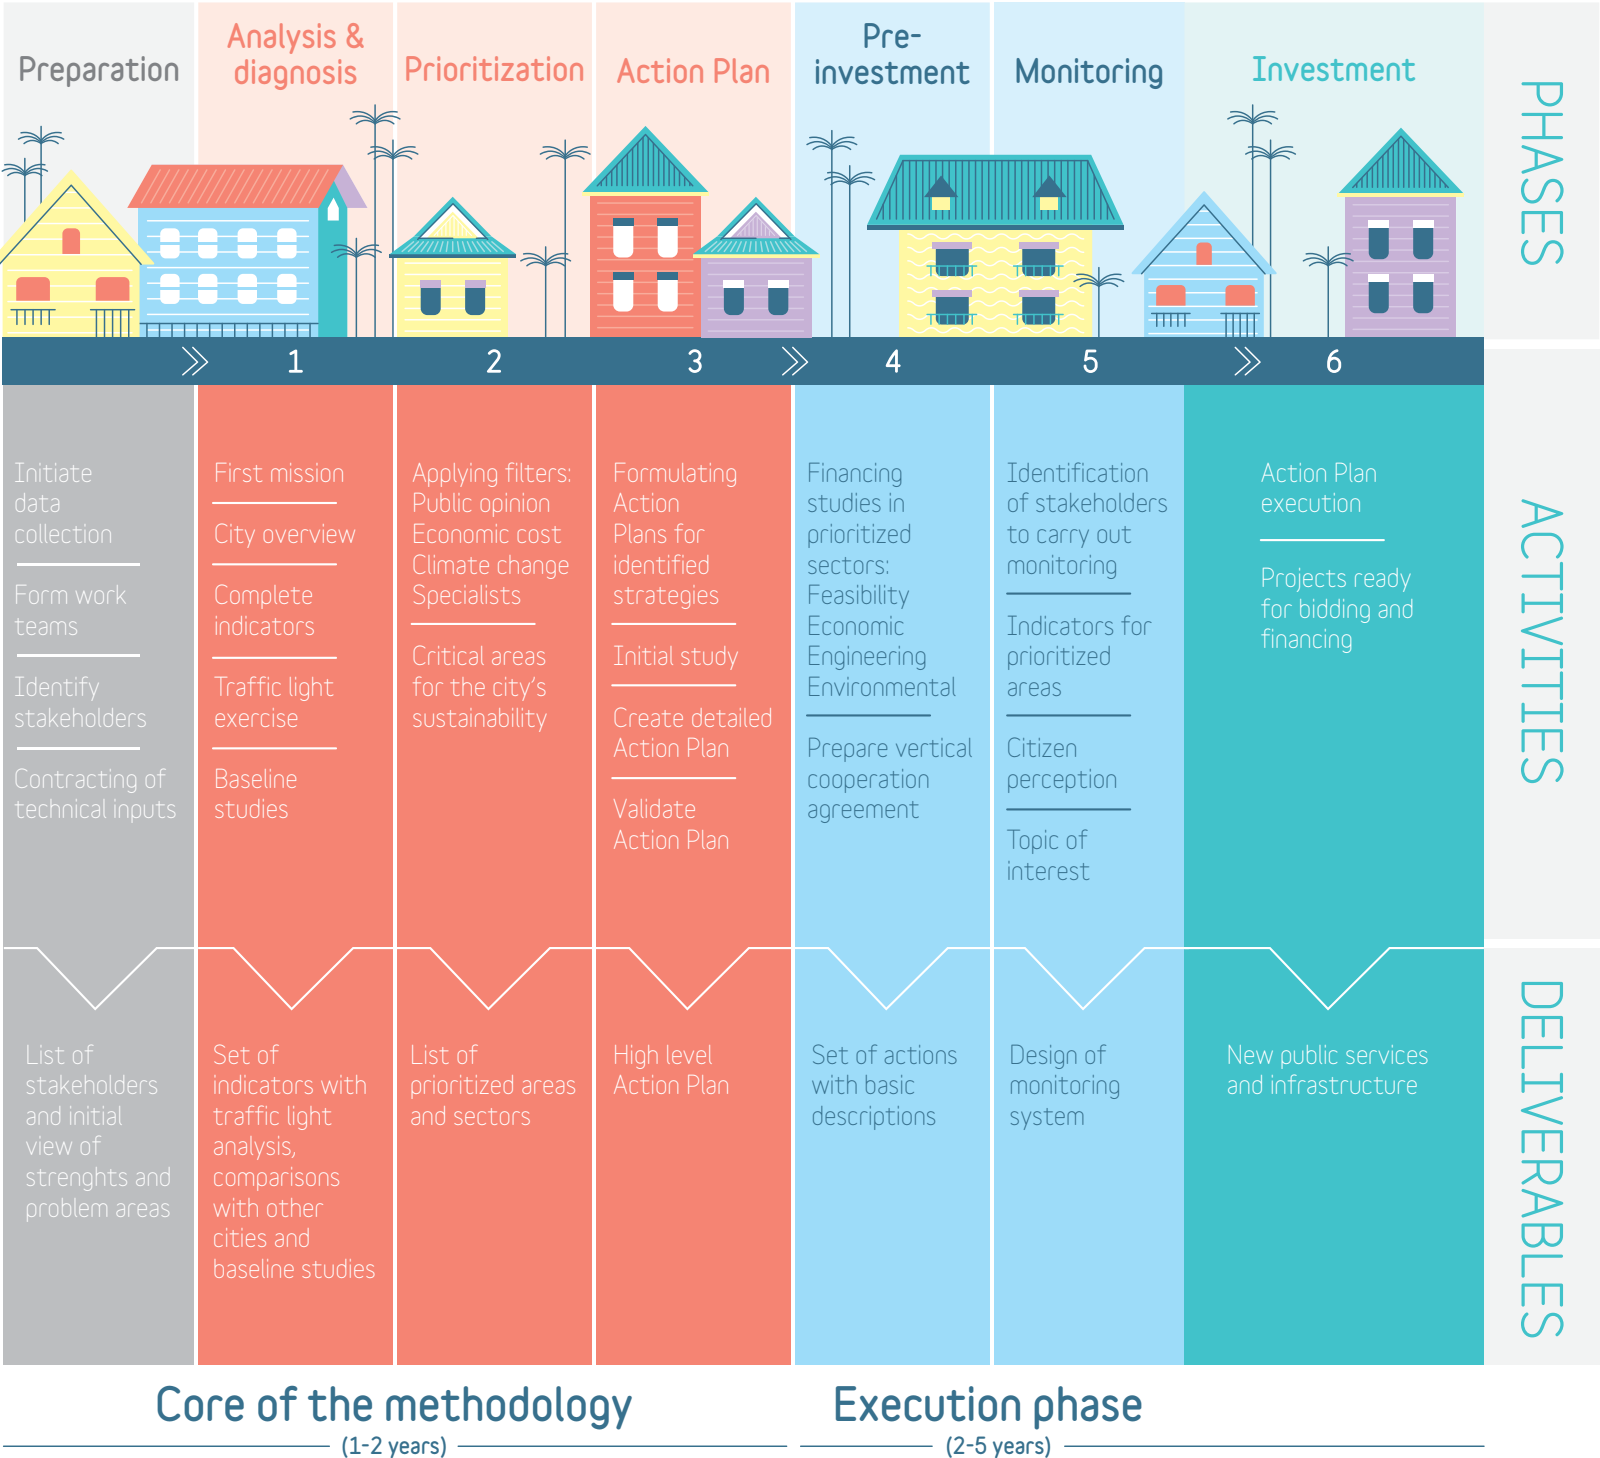 Preparation
Analysis &
diagnosis
Prioritization
Action Plan
Pre-
investment
Monitoring
Investment
PHASES
1
2
3
4
5
6
Initiate
data
collection
Form work
teams
Identify
stakeholders
Contracting of
technical inputs
First mission
City overview
Complete
indicators
Traffic light
exercise
Baseline
studies
Applying filters:
Public opinion
Economic cost
Climate change
Specialists
Critical areas
for the city's
sustainability
Formulating
Action
Plans for
identified
strategies
Initial study
Create detailed
Action Plan
Validate
Action Plan
Financing
studies in
prioritized
sectors:
Feasibility
Economic
Engineering
Environmental
Prepare vertical
cooperation
agreement
Identification
of stakeholders
to carry out
monitoring
Indicators for
prioritized
areas
Citizen
perception
Topic of
interest
Action Plan
execution
Projects ready
for bidding and
financing
ACTIVITIES
List of
stakeholders
and initial
view of
strenghts and
problem areas
Set of
indicators with
traffic light
analysis,
comparisons
with other
cities and
baseline studies
List of
prioritized areas
and sectors
High level
Action Plan
Set of actions
with basic
descriptions
Design of
monitoring
system
New public services
and infrastructure
DELIVERABLES
Core of the methodology
(1-2 years)
Execution phase
(2-5 years)